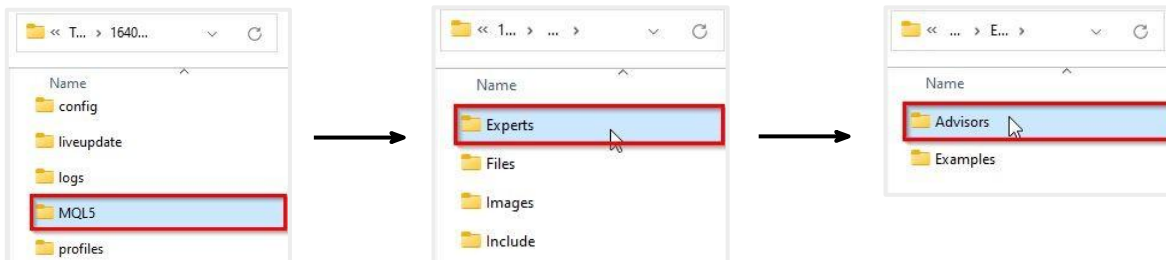 « T... > 1640...
Name
config
liveupdate
logs
MQL5
profiles
« 1... > ... >
Name
Experts
Files
Images
Include
« ... > E... >
Name
Advisors
Examples